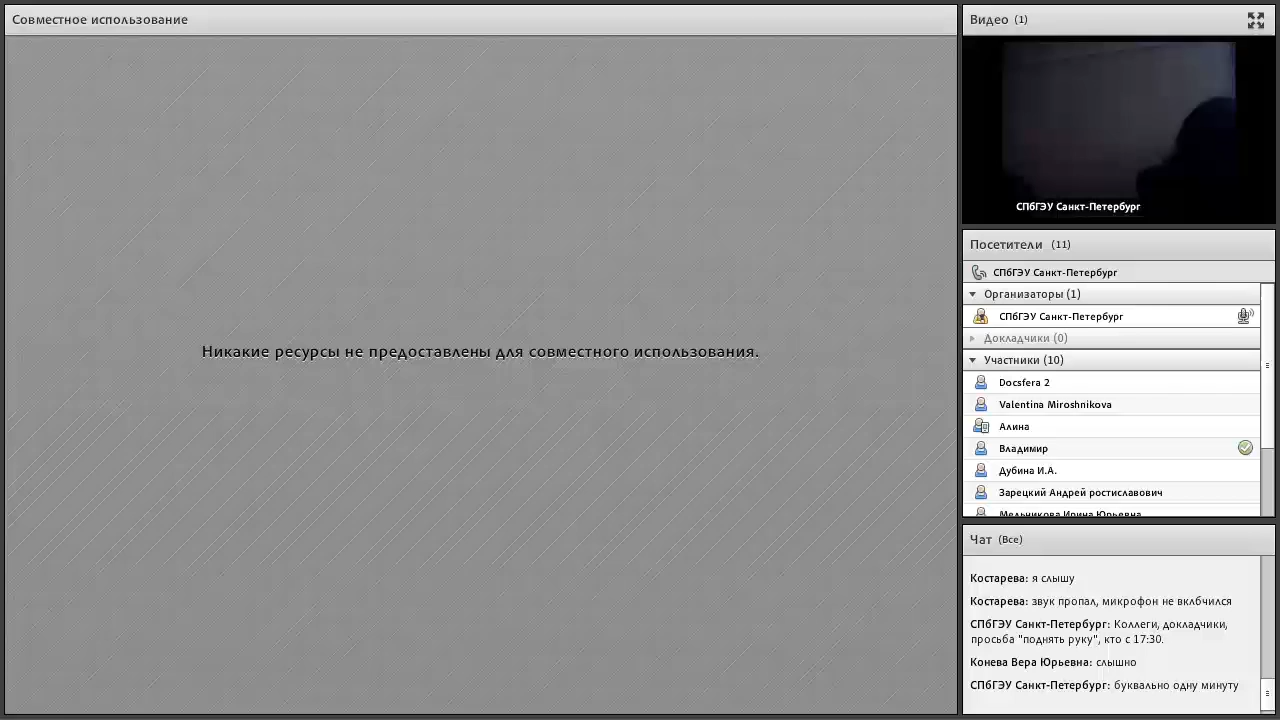 Совместное использование
Никакие ресурсы не предоставлены для совместного использования.
Видео (1)
СПбГЭУ Санкт-Петербург
Посетители (11)
СПбГЭУ Санкт-Петербург
Организаторы (1)
СПбГЭУ Санкт-Петербург
Докладчики (0)
Участники (10)
Docsfera 2
Valentina Miroshnikova
Алина
Владимир
Дубина И.А.
Зарецкий Андрей ростиславович
Мельникова Ирина Юрьевна
Чат (Все)
Костарева: я слышу
Костарева: звук пропал, микрофон не вклбчился
СПбГЭУ Санкт-Петербург: Коллеги, докладчики,
просьба "поднять руку", кто с 17:30.
Конева Вера Юрьевна: слышно
СПбГЭУ Санкт-Петербург: буквально одну минуту